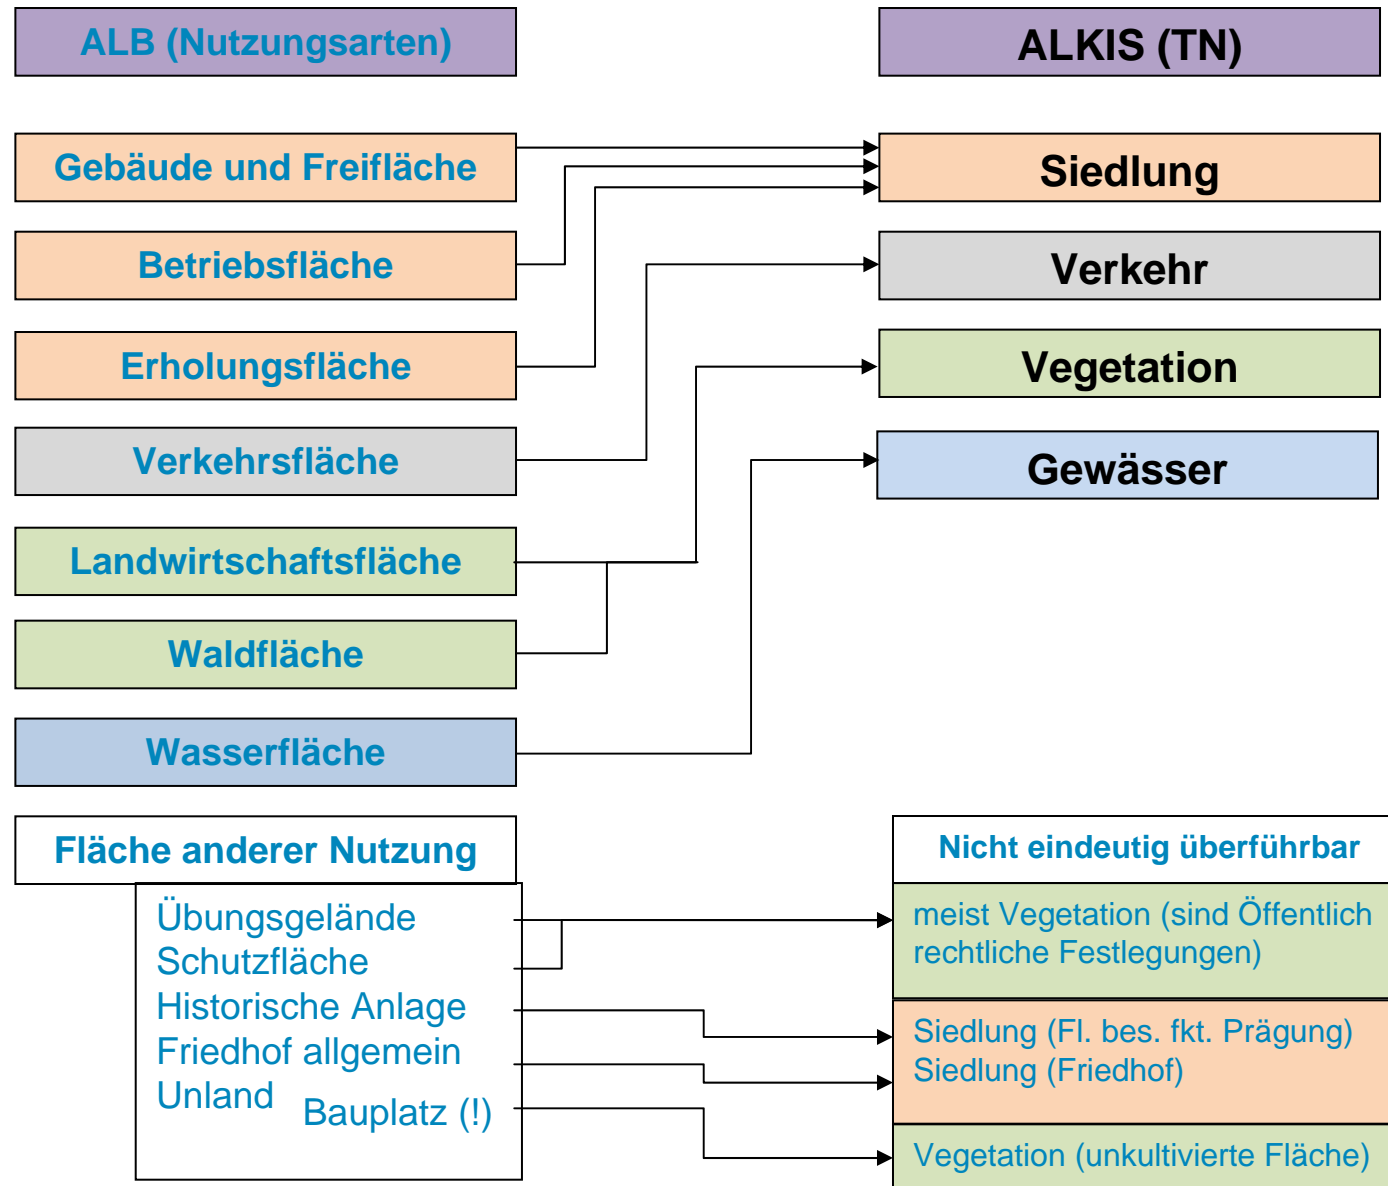 ALB (Nutzungsarten)
ALKIS (TN)
Gebäude und Freifläche
Siedlung
Betriebsfläche
Verkehr
Erholungsfläche
Vegetation
Verkehrsfläche
Gewässer
Landwirtschaftsfläche
Waldfläche
Wasserfläche
Fläche anderer Nutzung
Übungsgelände
Schutzfläche
Historische Anlage
Friedhof allgemein
Unland
Bauplatz (!)
Nicht eindeutig überführbar
meist Vegetation (sind Öffentlich
rechtliche Festlegungen)
Siedlung (Fl. bes. fkt. Prägung)
Siedlung (Friedhof)
Vegetation (unkultivierte Fläche)